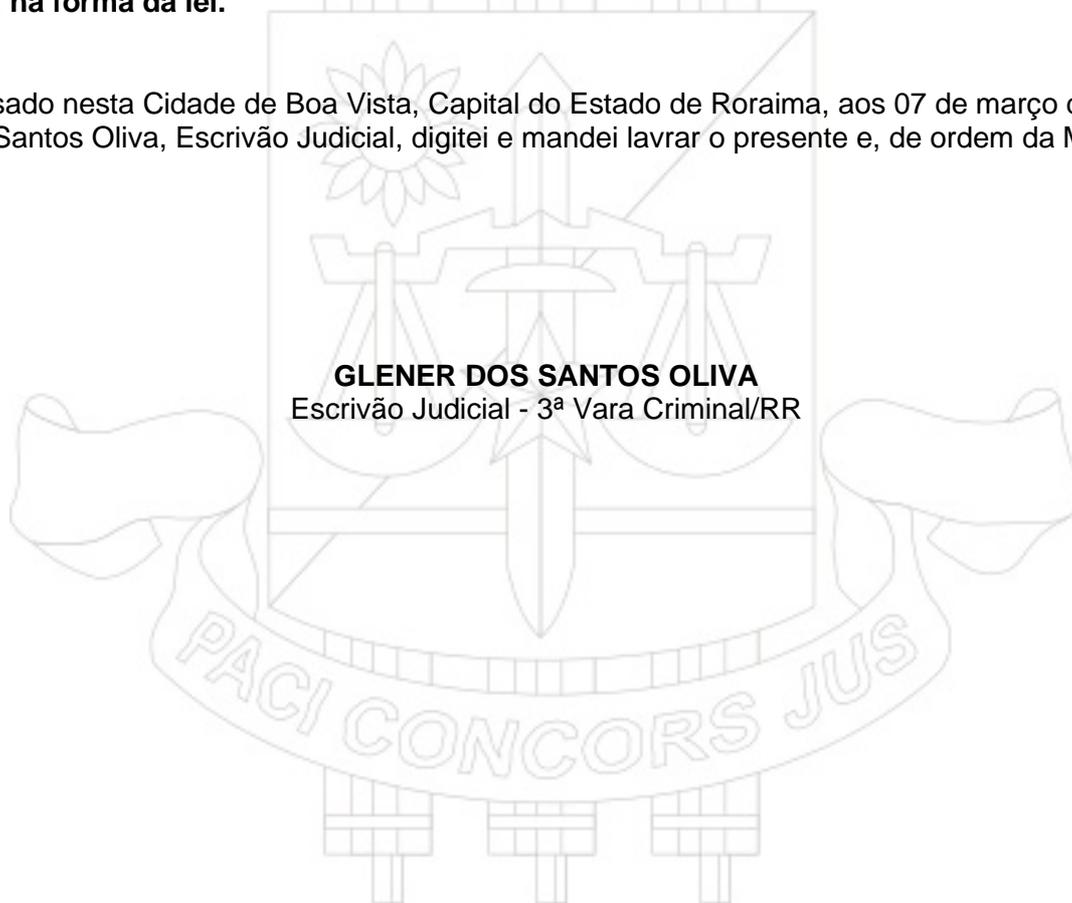 na forma da lei.
sado nesta Cidade de Boa Vista, Capital do Estado de Roraima, aos 07 de março
Santos Oliva, Escrivão Judicial, digitei e mandei lavrar o presente e, de ordem da
GLENER DOS SANTOS OLIVA
Escrivão Judicial - 3ª Vara Criminal/RR
PACI CONCORS JUS